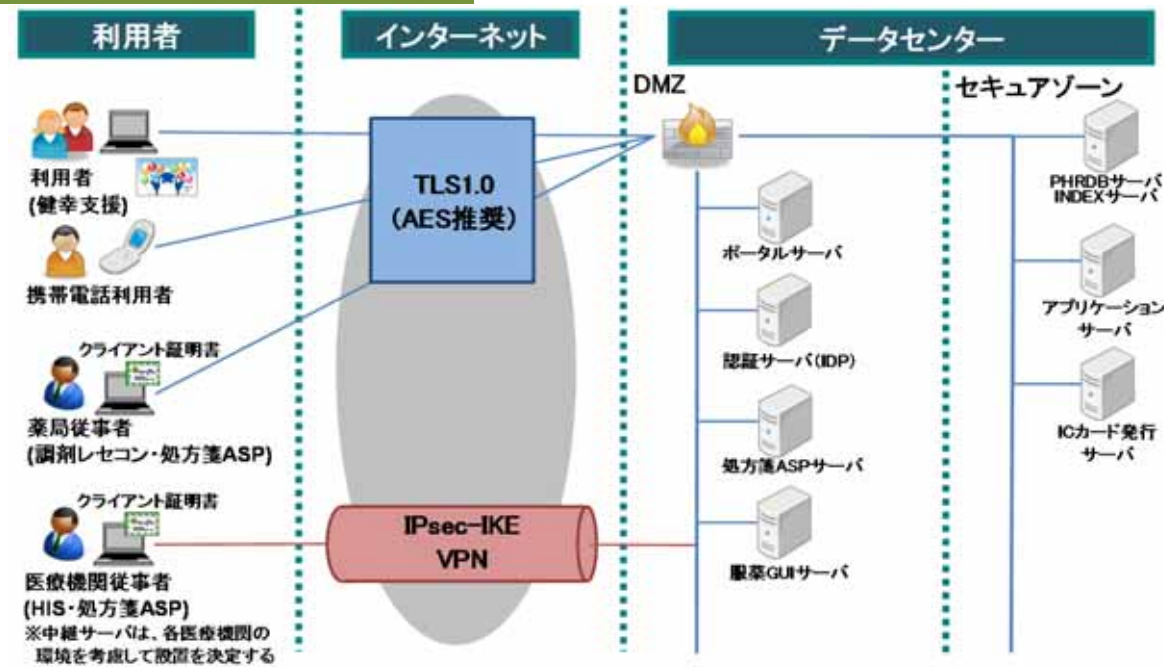 利用者
インターネット
データセンター
DMZ
セキュアゾーン
利用者
(健幸支援)
携帯電話利用者
クライアント証明書
薬局従事者
(調剤レセコン・処方箋ASP)
クライアント証明書
医療機関従事者
(HIS・処方箋ASP)
※中継サーバは、各医療機関の
環境を考慮して設置を決定する
TLS1.0
(AES推奨)
IPsec-IKE
VPN
ポータルサーバ
認証サーバ(IDP)
処方箋ASPサーバ
服薬GUIサーバ
PHRDBサーバ
INDEXサーバ
アプリケーション
サーバ
ICカード発行
サーバ